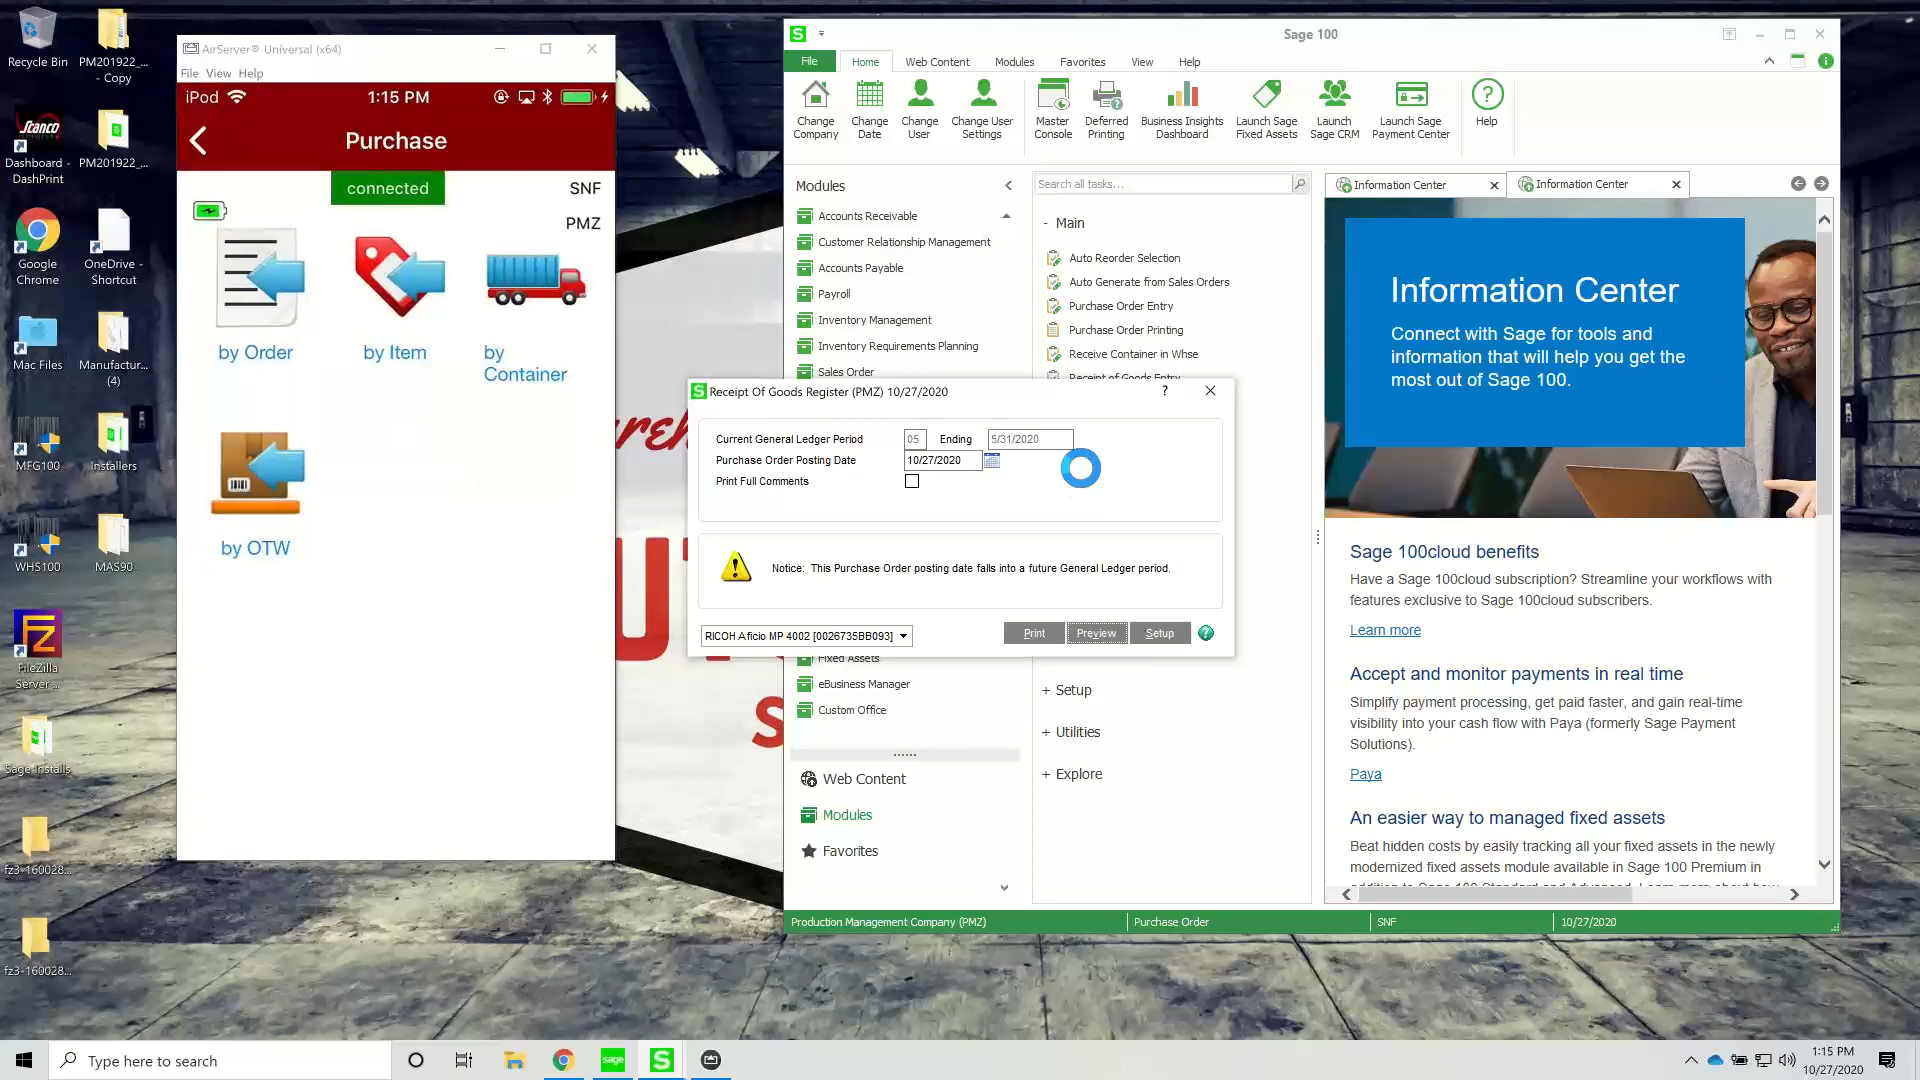 Recycle Bin
PM201922_...
- Copy
Scanco
Dashboard -
DashPrint
PM201922_...
Google
Chrome
OneDrive -
Shortcut
Mac Files
Manufactur...
(4)
MFG100
Installers
WHS100
MAS90
FileZilla
Server ...
Sage Installs
fz3-160028...
fz3-160028...
AirServer® Universal (x64)
File View Help
iPod 1:15 PM
Purchase
connected
SNF
PMZ
by Order
by Item
by
Container
by OTW
Sage 100
File Home Web Content Modules Favorites View Help
Change
Company
Change
Date
Change
User
Change User
Settings
Master
Console
Deferred
Printing
Business Insights
Dashboard
Launch Sage
Fixed Assets
Launch
Sage CRM
Launch Sage
Payment Center
Help
Modules
Accounts Receivable
Customer Relationship Management
Accounts Payable
Payroll
Inventory Management
Inventory Requirements Planning
Sales Order
Fixed Assets
eBusiness Manager
Custom Office
Web Content
Modules
Favorites
Search all tasks...
- Main
Auto Reorder Selection
Auto Generate from Sales Orders
Purchase Order Entry
Purchase Order Printing
Receive Container in Whse
Receipt of Goods Entry
+ Setup
+ Utilities
+ Explore
Receipt Of Goods Register (PMZ) 10/27/2020
Current General Ledger Period 05 Ending 5/31/2020
Purchase Order Posting Date 10/27/2020
Print Full Comments
Notice: This Purchase Order posting date falls into a future General Ledger period.
RICOH Aficio MP 4002 [0026735BB093]
Print Preview Setup
Information Center
Information Center
Information Center
Connect with Sage for tools and
information that will help you get the
most out of Sage 100.
Sage 100cloud benefits
Have a Sage 100cloud subscription? Streamline your workflows with
features exclusive to Sage 100cloud subscribers.
Learn more
Accept and monitor payments in real time
Simplify payment processing, get paid faster, and gain real-time
visibility into your cash flow with Paya (formerly Sage Payment
Solutions).
Paya
An easier way to managed fixed assets
Beat hidden costs by easily tracking all your fixed assets in the newly
modernized fixed assets module available in Sage 100 Premium in
Production Management Company (PMZ) Purchase Order SNF 10/27/2020
Type here to search
sage
1:15 PM
10/27/2020